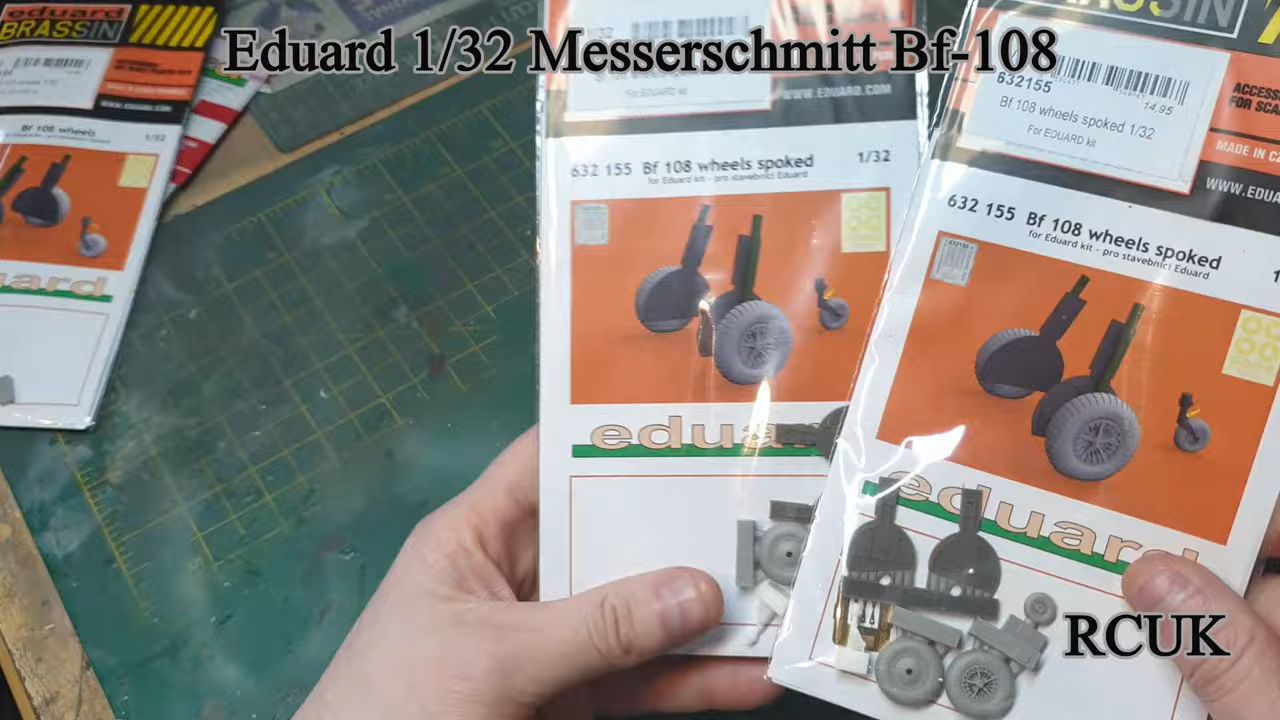 Eduard 1/32 Messerschmitt Bf-108
eduard
BRASSIN
WWW.EDUARD.COM
Bf 108 wheels
1/32
For EDUARD kit
WWW.EDUARD.COM
632 155 Bf 108 wheels spoked 1/32
for Eduard kit - pro stavebnici Eduard
eduard
632155
14,95
Bf 108 wheels spoked 1/32
For EDUARD kit
MADE IN
632 155 Bf 108 wheels spoked
for Eduard kit - pro stavebnici Eduard
eduard
RCUK